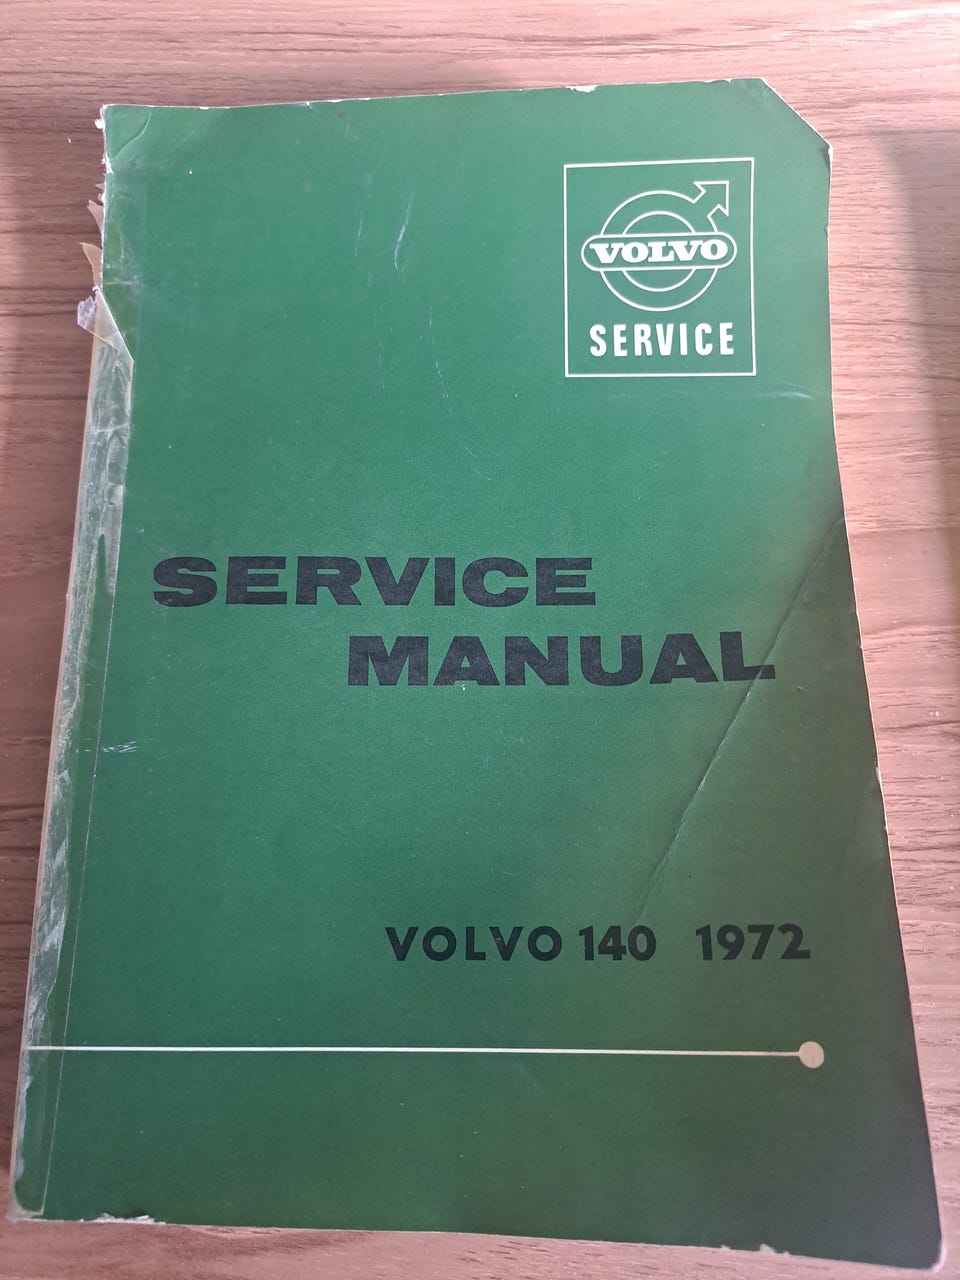 VOLVO
SERVICE
SERVICE
MANUAL
VOLVO 140 1972